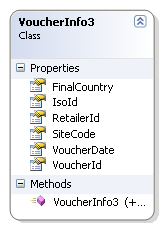 VoucherInfo3
Class
Properties
FinalCountry
IsoId
RetailerId
SiteCode
VoucherDate
VoucherId
Methods
VoucherInfo3 (+...